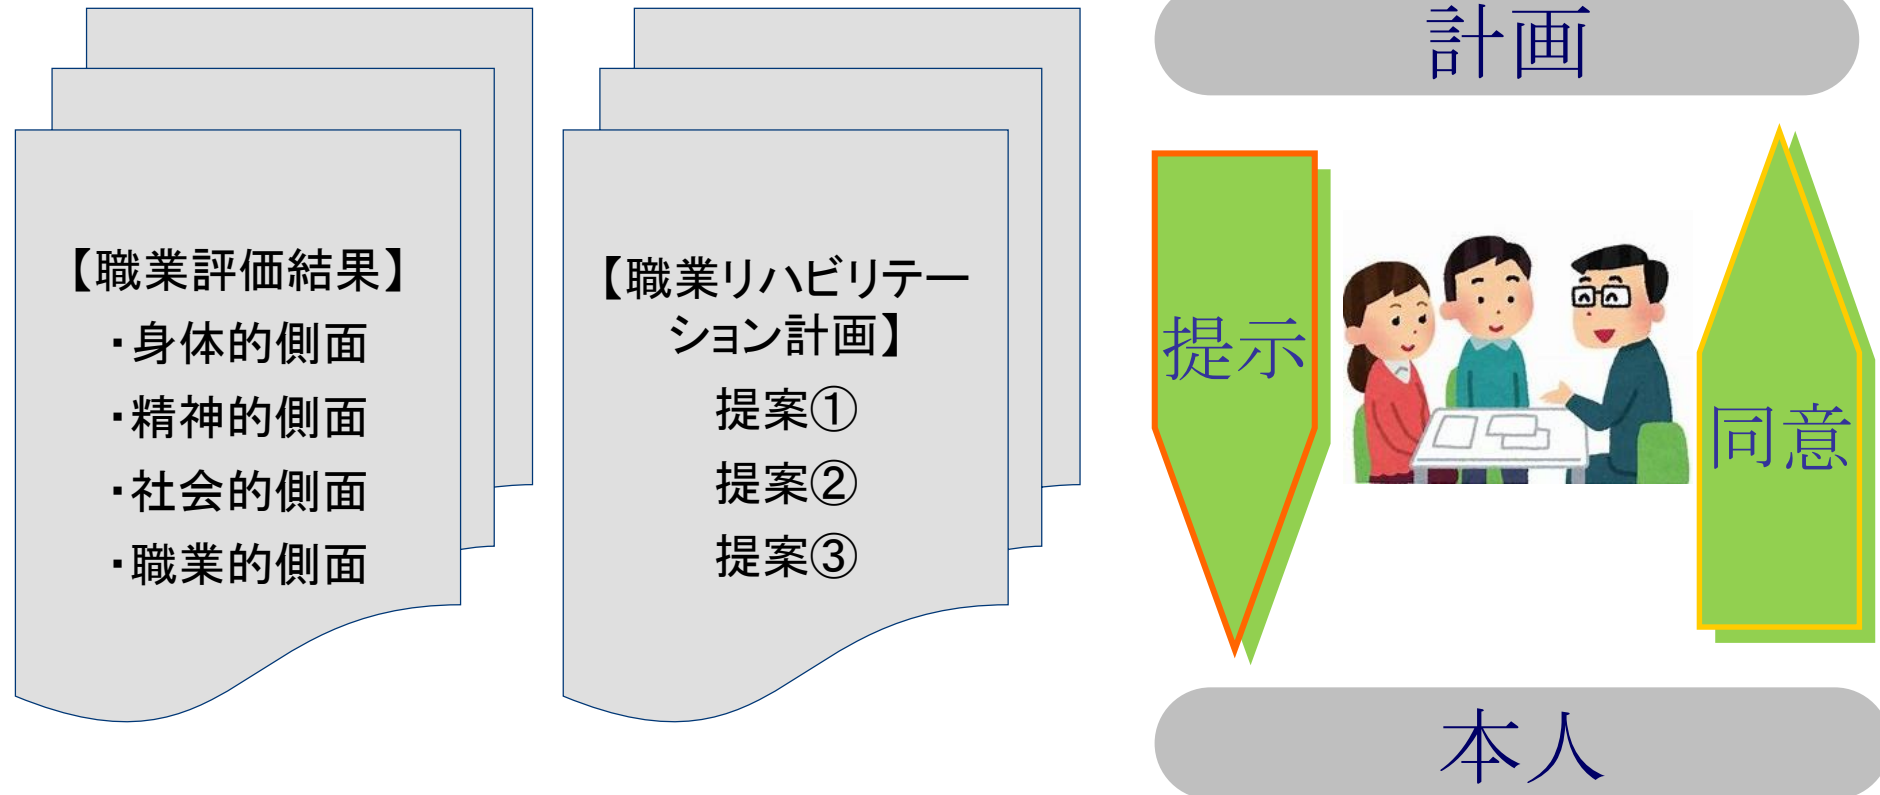 【職業評価結果】
・身体的側面
・精神的側面
・社会的側面
・職業的側面
【職業リハビリテー
ション計画】
提案①
提案②
提案③
計画
提示
同意
本人